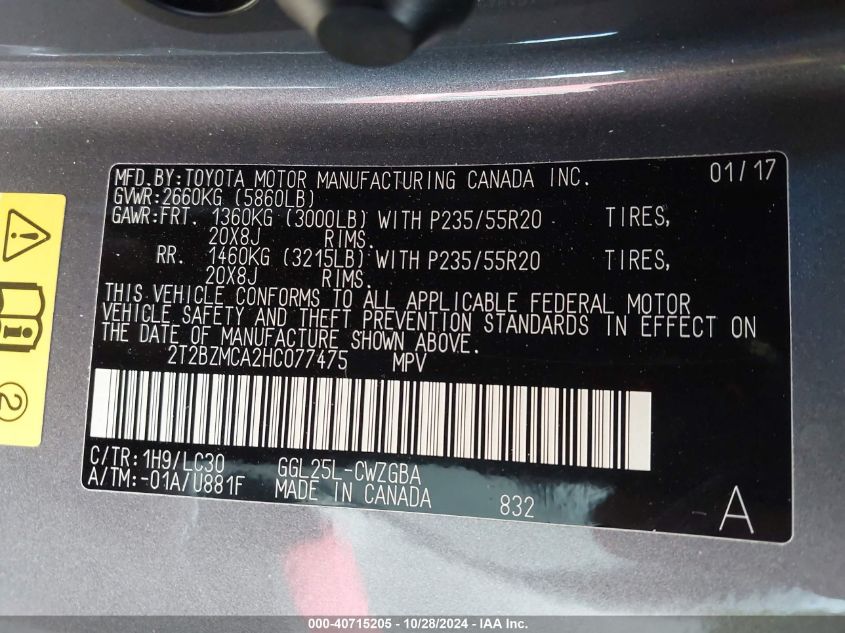 MFD.BY:TOYOTA MOTOR MANUFACTURING CANADA INC. 01/17
GVWR:2660KG (5860LB)
GAWR:FRT. 1360KG (3000LB) WITH P235/55R20 TIRES,
20X8J RIMS.
RR. 1460KG (3215LB) WITH P235/55R20 TIRES,
20X8J RIMS.
THIS VEHICLE CONFORMS TO ALL APPLICABLE FEDERAL MOTOR
VEHICLE SAFETY AND THEFT PREVENTION STANDARDS IN EFFECT ON
THE DATE OF MANUFACTURE SHOWN ABOVE.
2T2BZMCA2HC077475 MPV
C/TR:1H9/LC30 GGL25L-CWZGBA
A/TM:-01A/U881F MADE IN CANADA 832 A
2
000-40715205 - 10/28/2024 - IAA Inc.